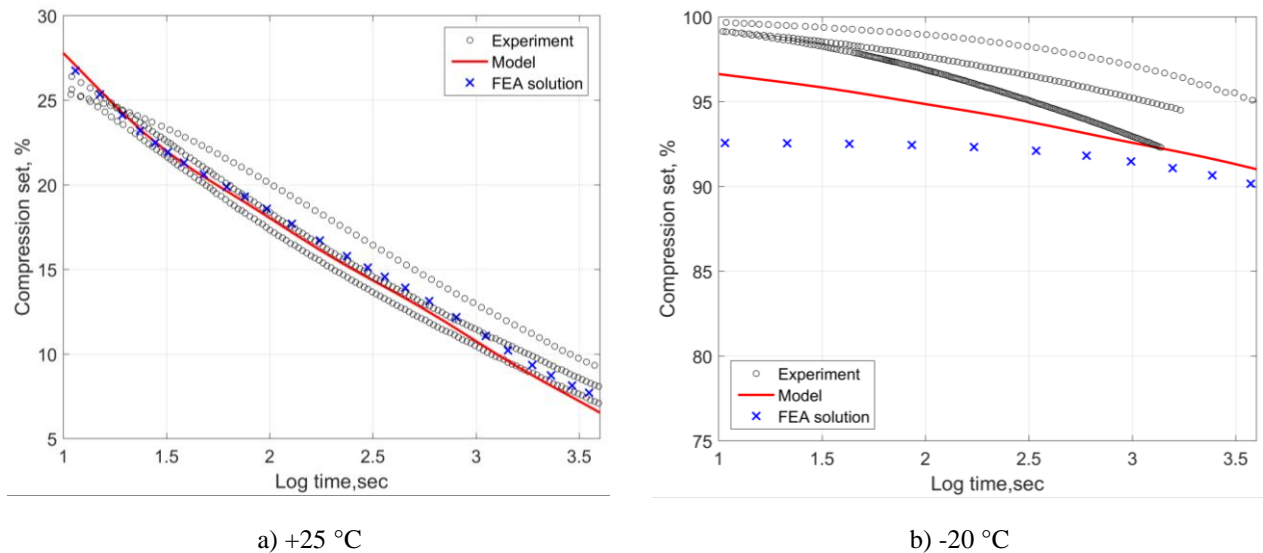 30
25
20
15
10
5
Compression set, %
1
1.5
2
2.5
3
3.5
Log time,sec
Experiment
Model
FEA solution
a) +25 °C
100
95
90
85
80
75
Compression set, %
1
1.5
2
2.5
3
3.5
Log time,sec
Experiment
Model
FEA solution
b) -20 °C